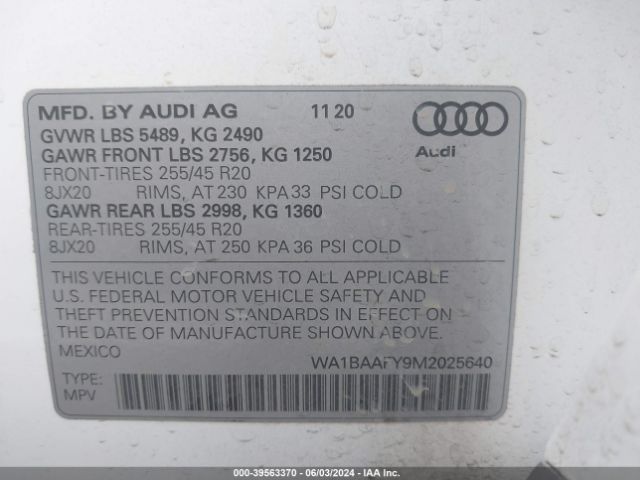 MFD. BY AUDI AG 11 20
GVWR LBS 5489, KG 2490
GAWR FRONT LBS 2756, KG 1250
FRONT-TIRES 255/45 R20
8JX20 RIMS, AT 230 KPA 33 PSI COLD
GAWR REAR LBS 2998, KG 1360
REAR-TIRES 255/45 R20
8JX20 RIMS, AT 250 KPA 36 PSI COLD
Audi
THIS VEHICLE CONFORMS TO ALL APPLICABLE
U.S. FEDERAL MOTOR VEHICLE SAFETY AND
THEFT PREVENTION STANDARDS IN EFFECT ON
THE DATE OF MANUFACTURE SHOWN ABOVE.
MEXICO
WA1BAAFY9M2025640
TYPE:
MPV
000-39563370 - 06/03/2024 - IAA Inc.